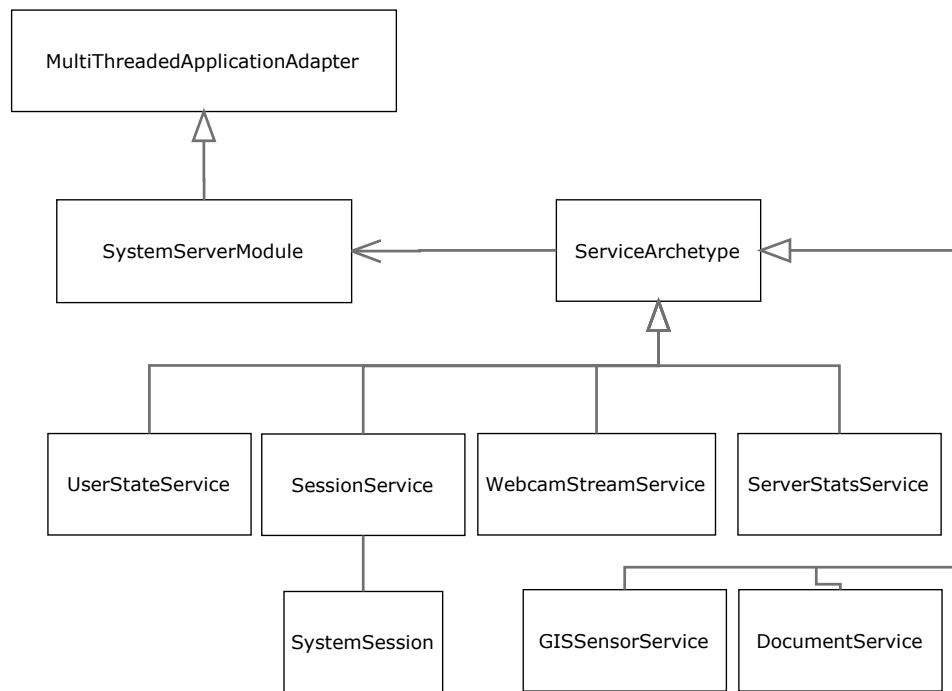 MultiThreadedApplicationAdapter
SystemServerModule
ServiceArchetype
UserStateService
SessionService
WebcamStreamService
ServerStatsService
SystemSession
GISSensorService
DocumentService